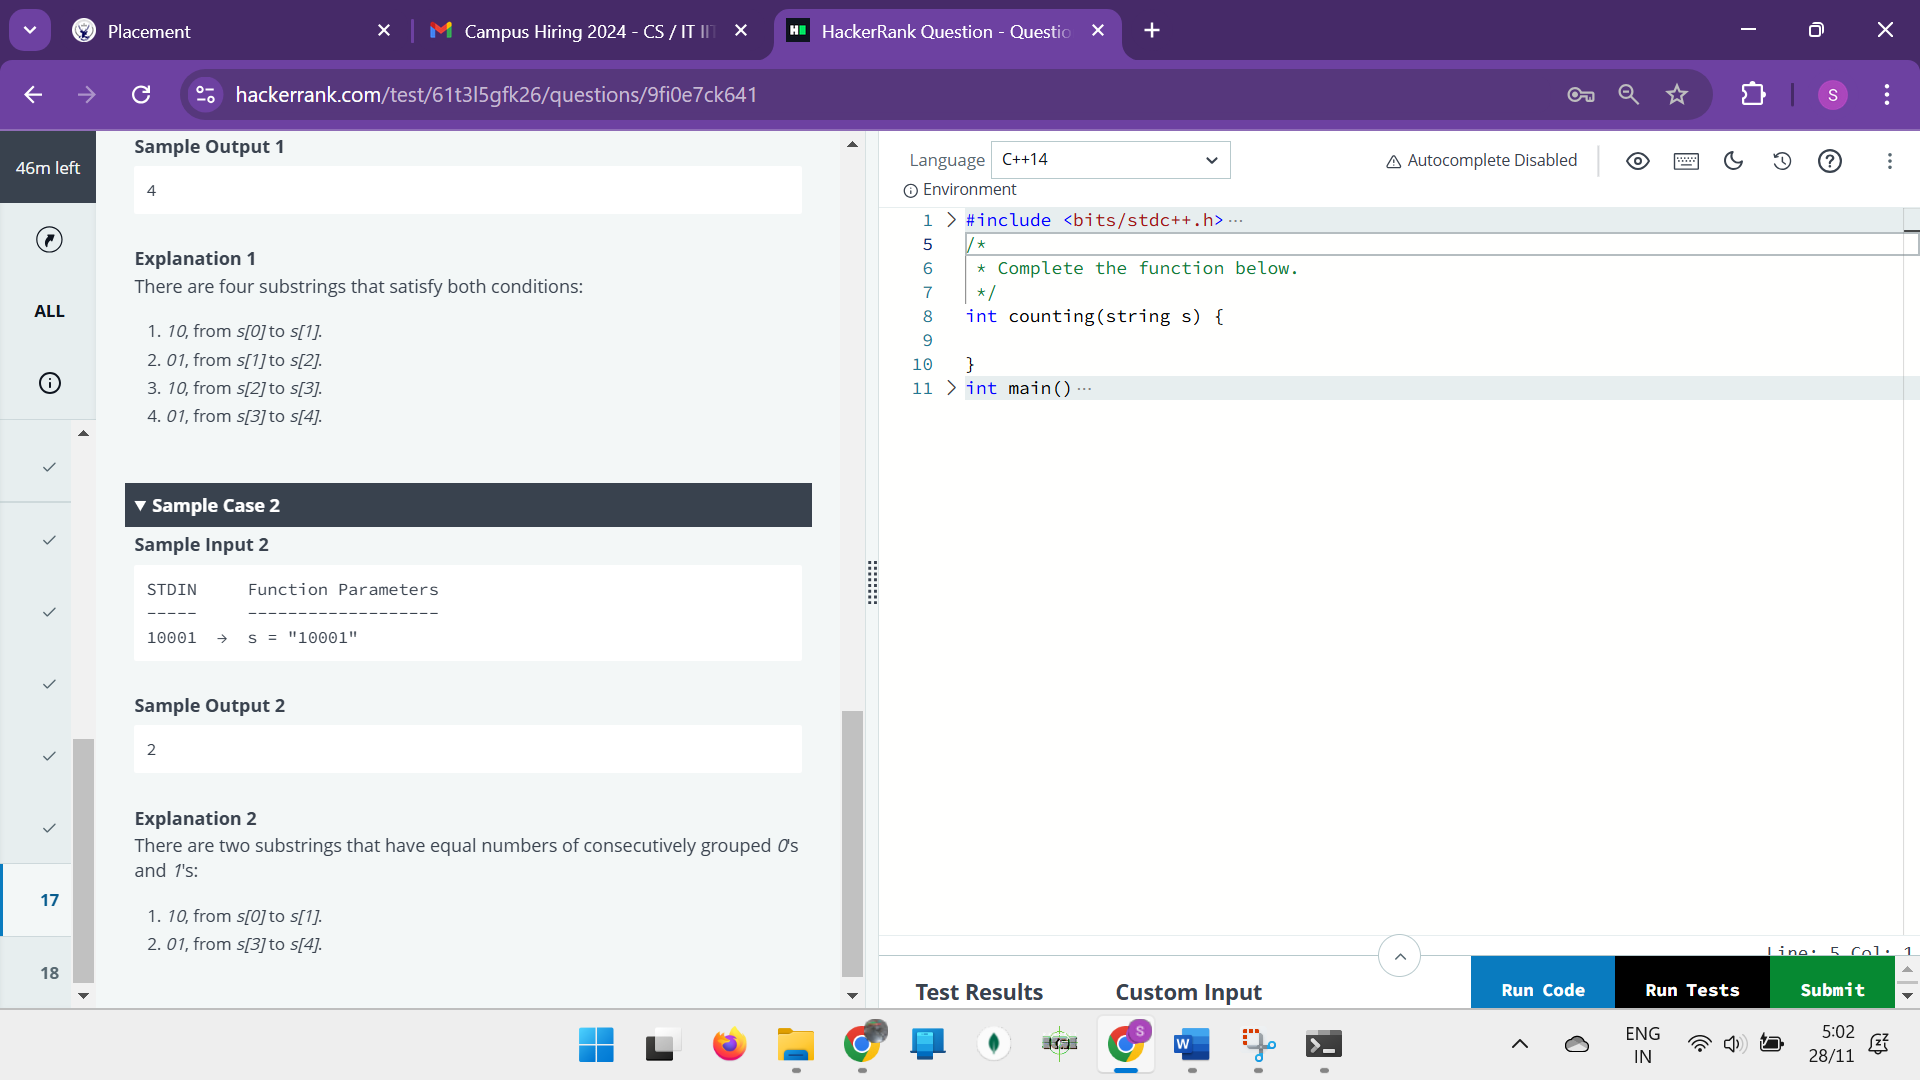 Placement
Campus Hiring 2024 - CS / IT II
HackerRank Question - Questio
hackerrank.com/test/61t3l5gfk26/questions/9fi0e7ck641
S
46m left
ALL
17
18
Sample Output 1
4
Explanation 1
There are four substrings that satisfy both conditions:
1. 10, from s[0] to s[1].
2. 01, from s[1] to s[2].
3. 10, from s[2] to s[3].
4. 01, from s[3] to s[4].
▼ Sample Case 2
Sample Input 2
STDIN Function Parameters
----- -------------------
10001 → s = "10001"
Sample Output 2
2
Explanation 2
There are two substrings that have equal numbers of consecutively grouped 0's
and 1's:
1. 10, from s[0] to s[1].
2. 01, from s[3] to s[4].
Language C++14
Autocomplete Disabled
Environment
1 #include <bits/stdc++.h> ...
5 /*
6 * Complete the function below.
7 */
8 int counting(string s) {
9
10 }
11 int main() ...
Line: 5 Col: 1
Test Results
Custom Input
Run Code
Run Tests
Submit
S
W
ENG
IN
5:02
28/11